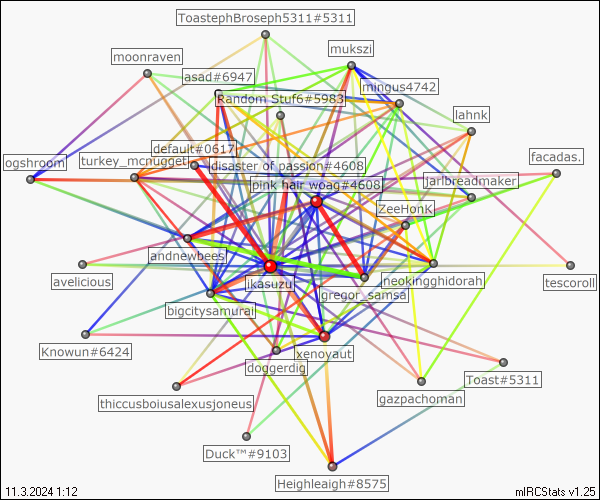 ToastephBroseph5311#5311
mukszi
moonraven
asad#6947
mingus4742
Random Stuf6#5983
lahnk
default#0617
facadas.
ogshroom
turkey_mcnugget
disaster of passion#4608
jarlbreadmaker
pink hair woag#4608
ZeeHonK
andnewbees
avelicious
ikasuzu
neokingghidorah
tescoroll
gregor_samsa
bigcitysamurai
Knowun#6424
xenoyaut
doggerdig
Toast#5311
gazpachoman
thiccusboiusalexusjoneus
Duck™#9103
Heighleaigh#8575
11.3.2024 1:12
mIRCStats v1.25